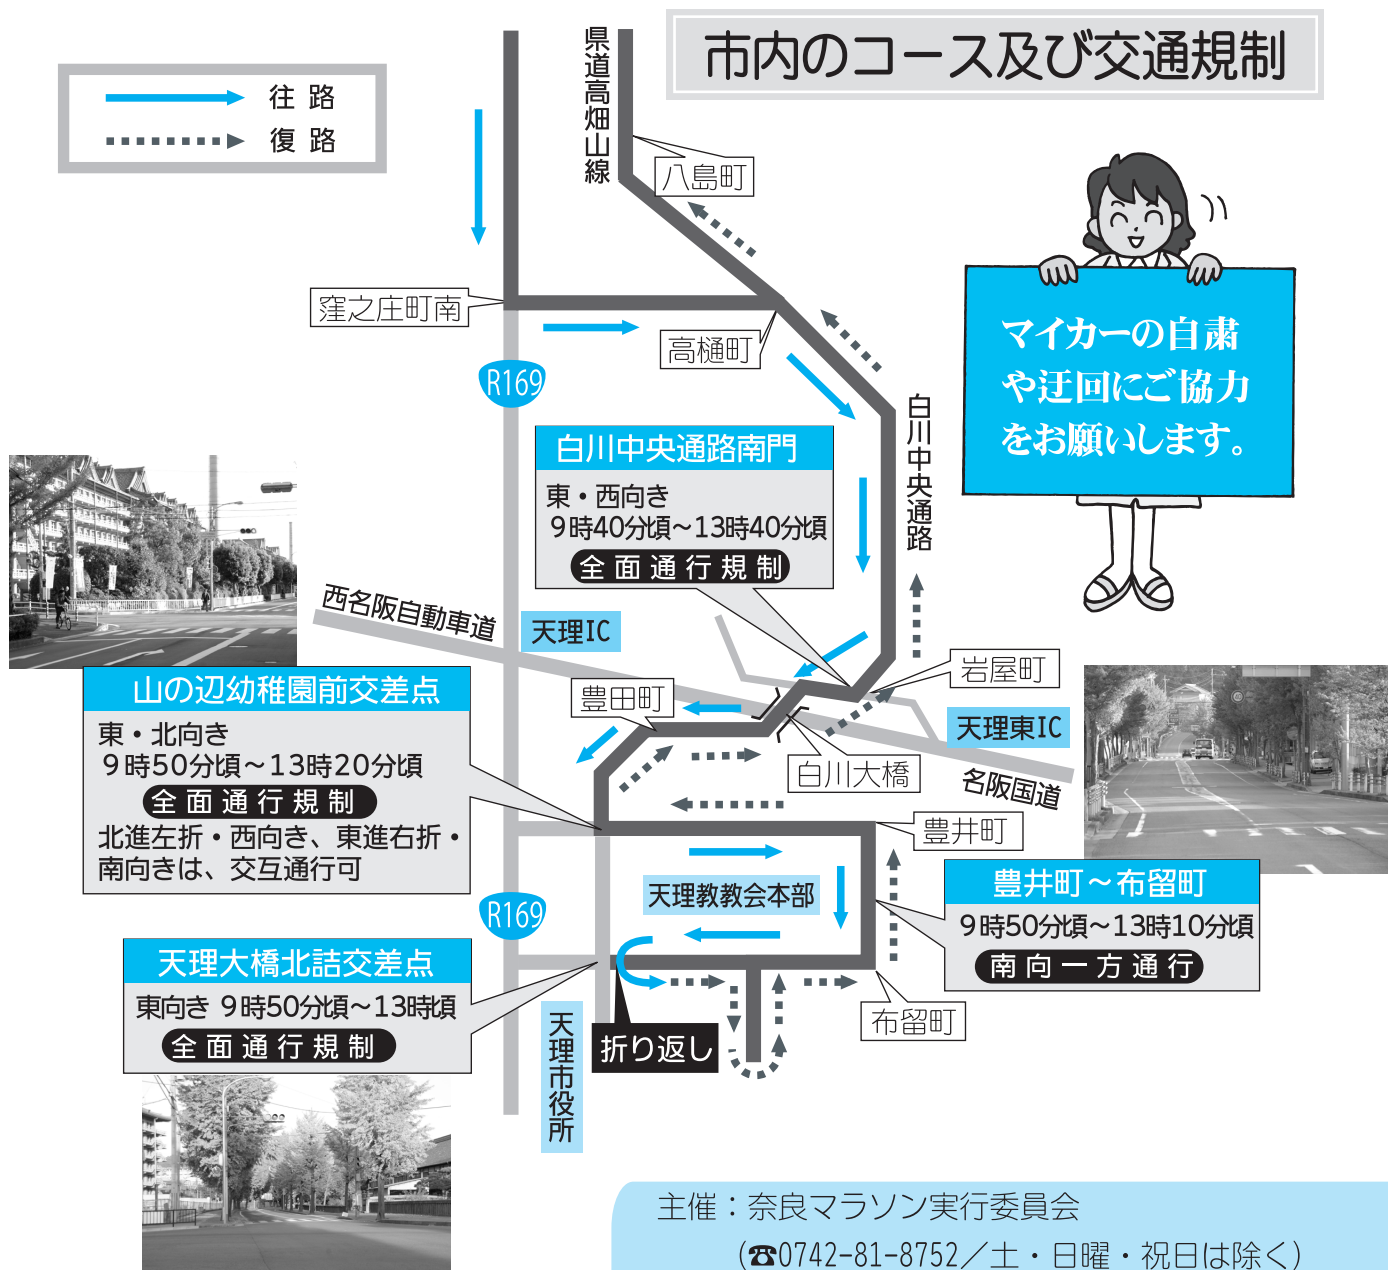 市内のコース及び交通規制
往路
復路
県道高畑山線
八島町
窪之庄町南
高樋町
R169
マイカーの自粛
や迂回にご協力
をお願いします。
白川中央通路
白川中央通路南門
東・西向き
9時40分頃～13時40分頃
全面通行規制
西名阪自動車道
天理IC
岩屋町
豊田町
天理東IC
白川大橋
名阪国道
山の辺幼稚園前交差点
東・北向き
9時50分頃～13時20分頃
全面通行規制
北進左折・西向き、東進右折・
南向きは、交互通行可
豊井町
天理教教会本部
豊井町～布留町
9時50分頃～13時10分頃
南向一方通行
R169
天理大橋北詰交差点
東向き 9時50分頃～13時頃
全面通行規制
布留町
折り返し
天理市役所
主催：奈良マラソン実行委員会
（☎0742-81-8752／土・日曜・祝日は除く）